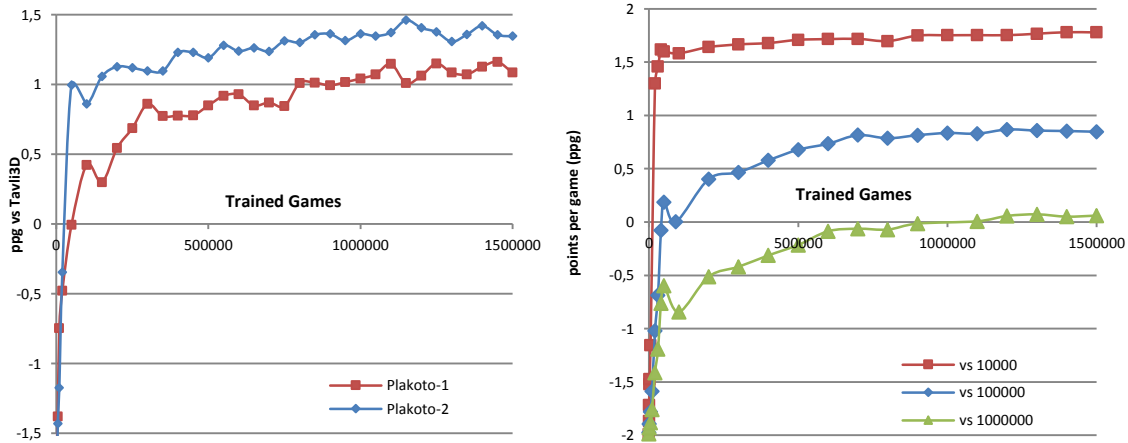 1,5
1
0,5
0
-0,5
-1
-1,5
ppg vs Tavli3D
Trained Games
0 500000 1000000 1500000
Plakoto-1
Plakoto-2
2
1,5
1
0,5
0
-0,5
-1
-1,5
-2
points per game (ppg)
Trained Games
0 500000 1000000 1500000
vs 10000
vs 100000
vs 1000000